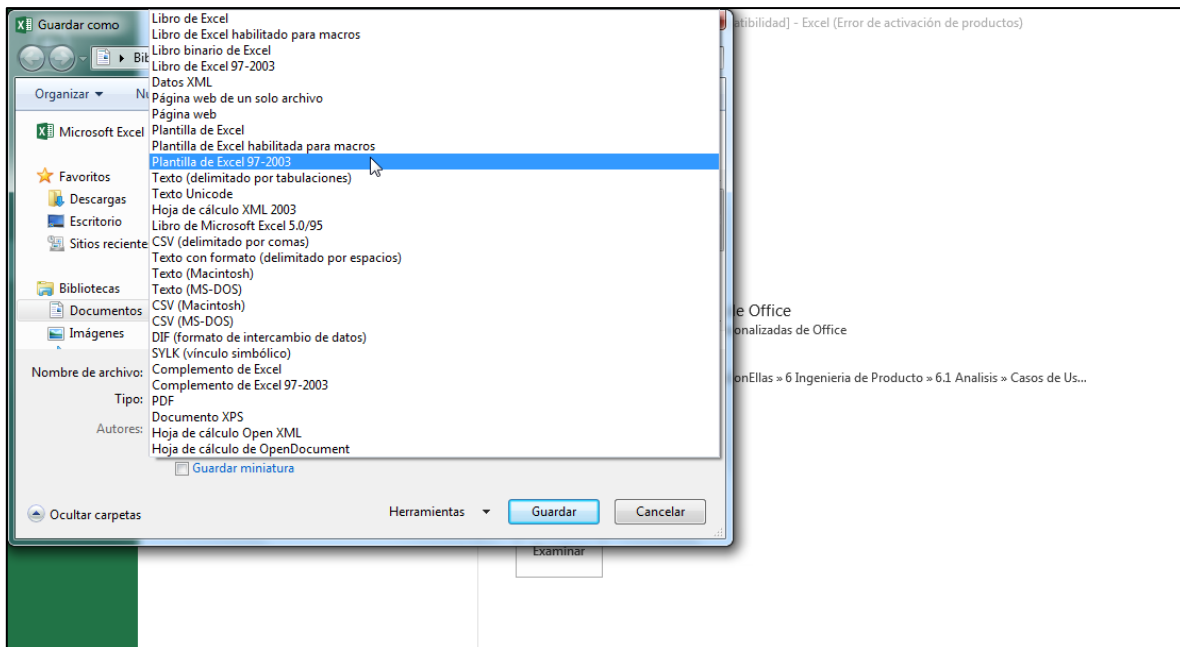 Guardar como
atibilidad] - Excel (Error de activación de productos)
Libro de Excel
Libro de Excel habilitado para macros
Libro binario de Excel
Libro de Excel 97-2003
Datos XML
Página web de un solo archivo
Página web
Plantilla de Excel
Plantilla de Excel habilitada para macros
Plantilla de Excel 97-2003
Texto (delimitado por tabulaciones)
Texto Unicode
Hoja de cálculo XML 2003
Libro de Microsoft Excel 5.0/95
CSV (delimitado por comas)
Texto con formato (delimitado por espacios)
Texto (Macintosh)
Texto (MS-DOS)
CSV (Macintosh)
CSV (MS-DOS)
DIF (formato de intercambio de datos)
SYLK (vínculo simbólico)
Complemento de Excel
Complemento de Excel 97-2003
PDF
Documento XPS
Hoja de cálculo Open XML
Hoja de cálculo de OpenDocument
Bib
Organizar
Nu
Microsoft Excel
Favoritos
Descargas
Escritorio
Sitios reciente
Bibliotecas
Documentos
Imágenes
Nombre de archivo:
Tipo:
Autores:
Guardar miniatura
Ocultar carpetas
Herramientas
Guardar
Cancelar
de Office
onalizadas de Office
onEllas » 6 Ingenieria de Producto » 6.1 Analisis » Casos de Us...
Examinar